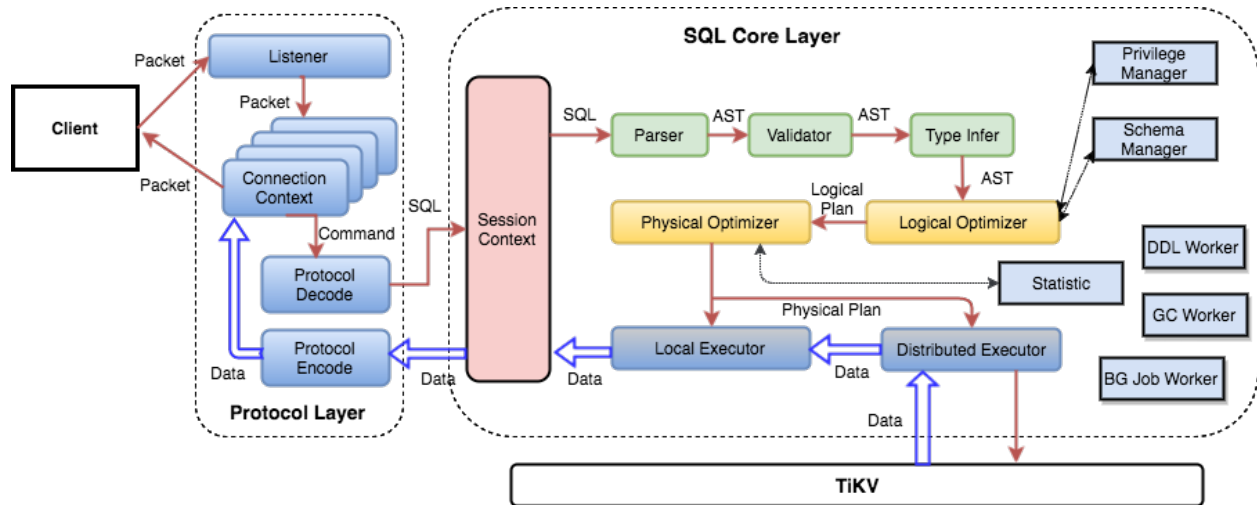 SQL Core Layer
Packet
Listener
Privilege
Manager
Packet
SQL
AST
AST
Client
Parser
Validator
Type Infer
Schema
Manager
Connection
Context
Packet
AST
Logical
Plan
SQL
Session
Context
Physical Optimizer
Logical Optimizer
Command
DDL Worker
Protocol
Decode
Statistic
Physical Plan
GC Worker
Protocol
Encode
Local Executor
Distributed Executor
Data
Data
Data
Data
BG Job Worker
Protocol Layer
Data
TiKV